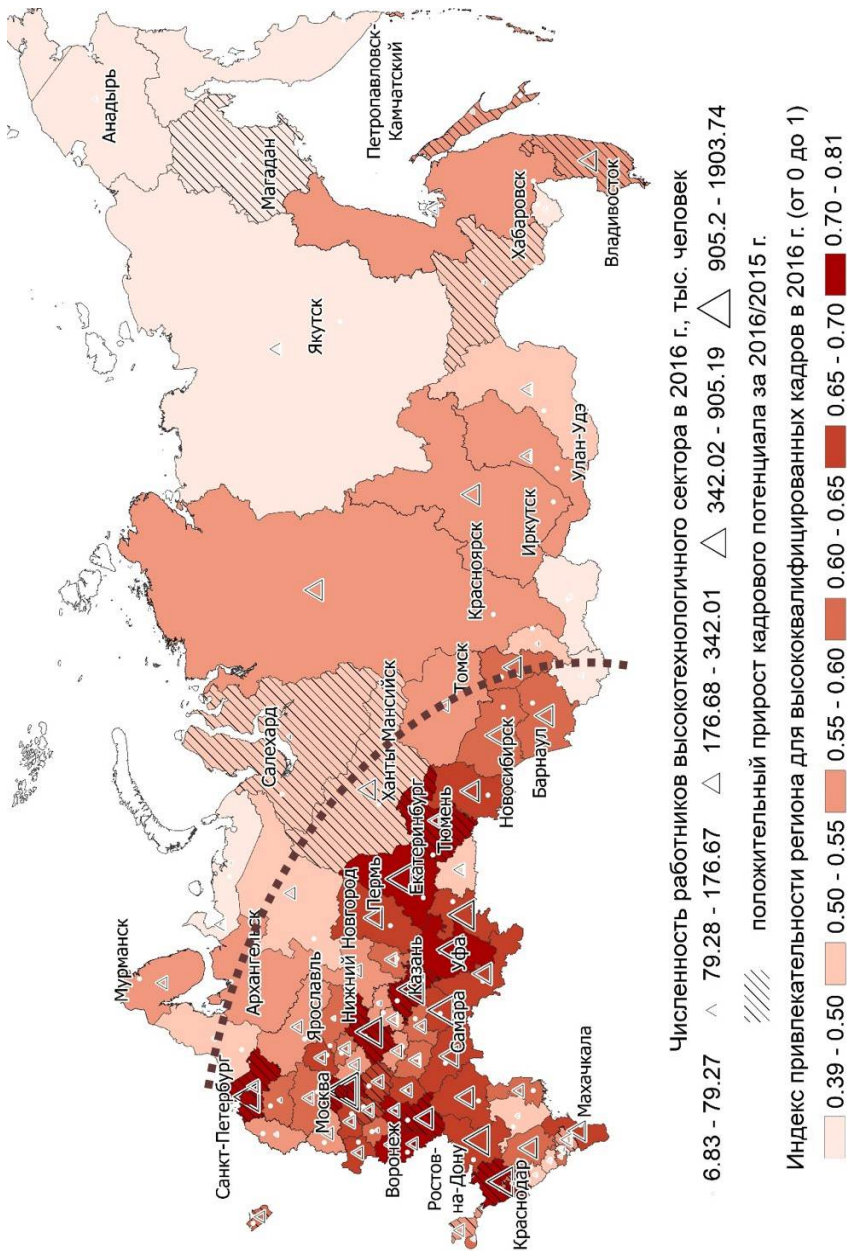 Мурманск
Санкт-Петербург
Архангельск
Анадырь
Салехард
Магадан
Петропавловск-
Камчатский
Якутск
Ярославль
Москва
Нижний Новгород
Пермь
Ханты-Мансийск
Екатеринбург
Тюмень
Казань
Уфа
Самара
Воронеж
Ростов-
на-Дону
Краснодар
Махачкала
Томск
Новосибирск
Барнаул
Красноярск
Иркутск
Улан-Удэ
Хабаровск
Владивосток
Численность работников высокотехнологичного сектора в 2016 г., тыс. человек
6.83 - 79.27 79.28 - 176.67 176.68 - 342.01 342.02 - 905.19 905.2 - 1903.74
положительный прирост кадрового потенциала за 2016/2015 г.
Индекс привлекательности региона для высококвалифицированных кадров в 2016 г. (от 0 до 1)
0.39 - 0.50 0.50 - 0.55 0.55 - 0.60 0.60 - 0.65 0.65 - 0.70 0.70 - 0.81